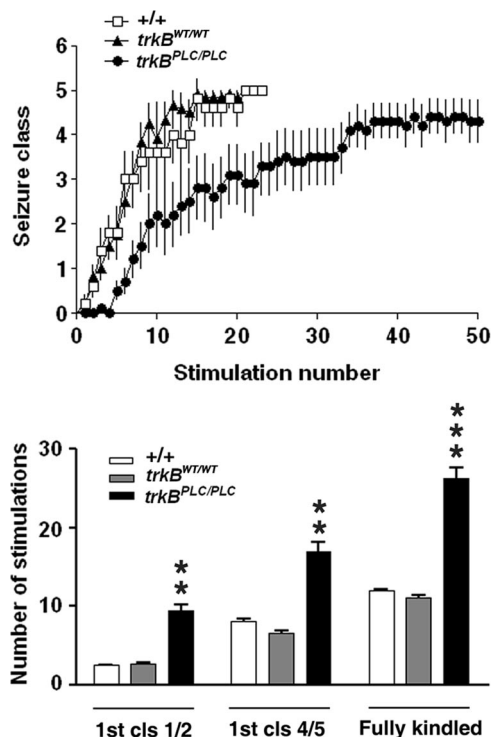 +/+
trkB^WT/WT
trkB^PLC/PLC
6
5
4
3
2
1
0
Seizure class
0 10 20 30 40 50
Stimulation number
+/+
trkB^WT/WT
trkB^PLC/PLC
30
20
10
0
Number of stimulations
**
**
***
1st cls 1/2 1st cls 4/5 Fully kindled